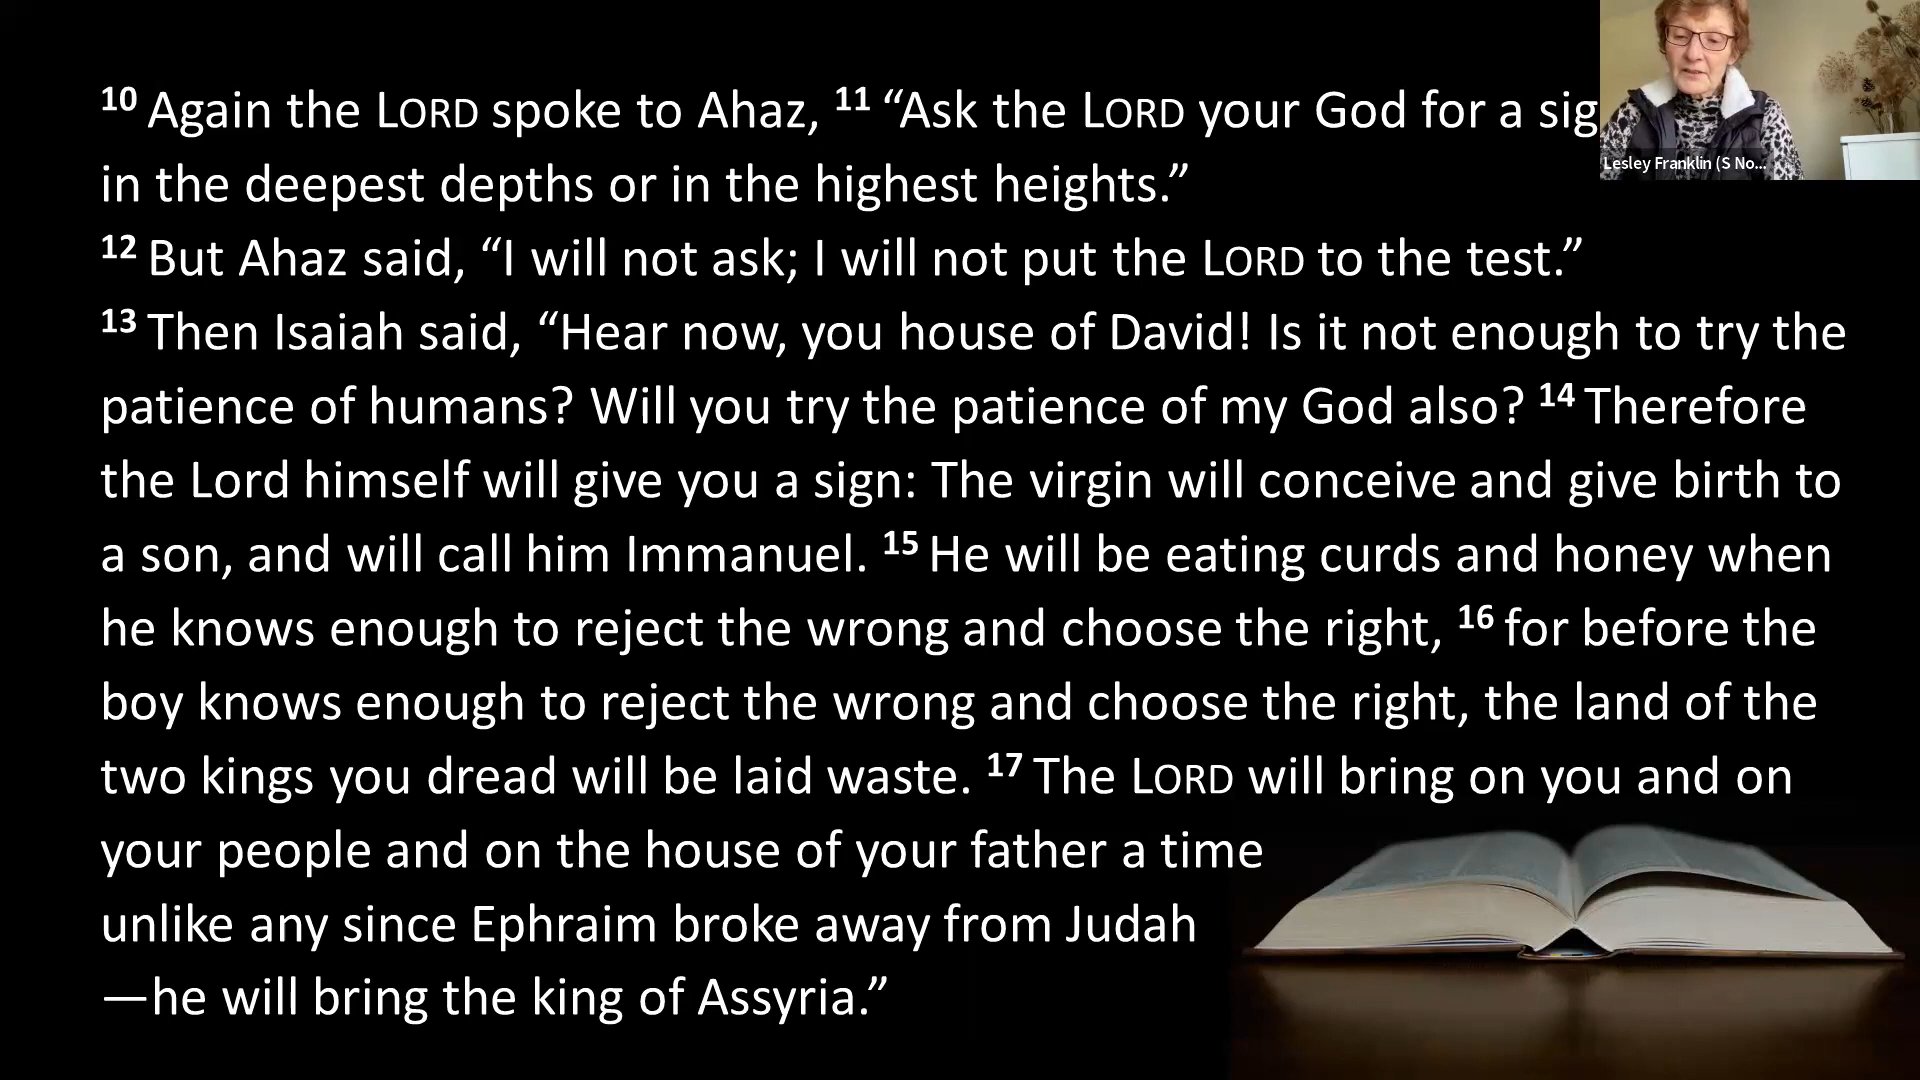 10 Again the LORD spoke to Ahaz, 11 “Ask the LORD your God for a sig
in the deepest depths or in the highest heights.”
12 But Ahaz said, “I will not ask; I will not put the LORD to the test.”
13 Then Isaiah said, “Hear now, you house of David! Is it not enough to try the
patience of humans? Will you try the patience of my God also? 14 Therefore
the Lord himself will give you a sign: The virgin will conceive and give birth to
a son, and will call him Immanuel. 15 He will be eating curds and honey when
he knows enough to reject the wrong and choose the right, 16 for before the
boy knows enough to reject the wrong and choose the right, the land of the
two kings you dread will be laid waste. 17 The LORD will bring on you and on
your people and on the house of your father a time
unlike any since Ephraim broke away from Judah
—he will bring the king of Assyria.”
Lesley Franklin (S No...